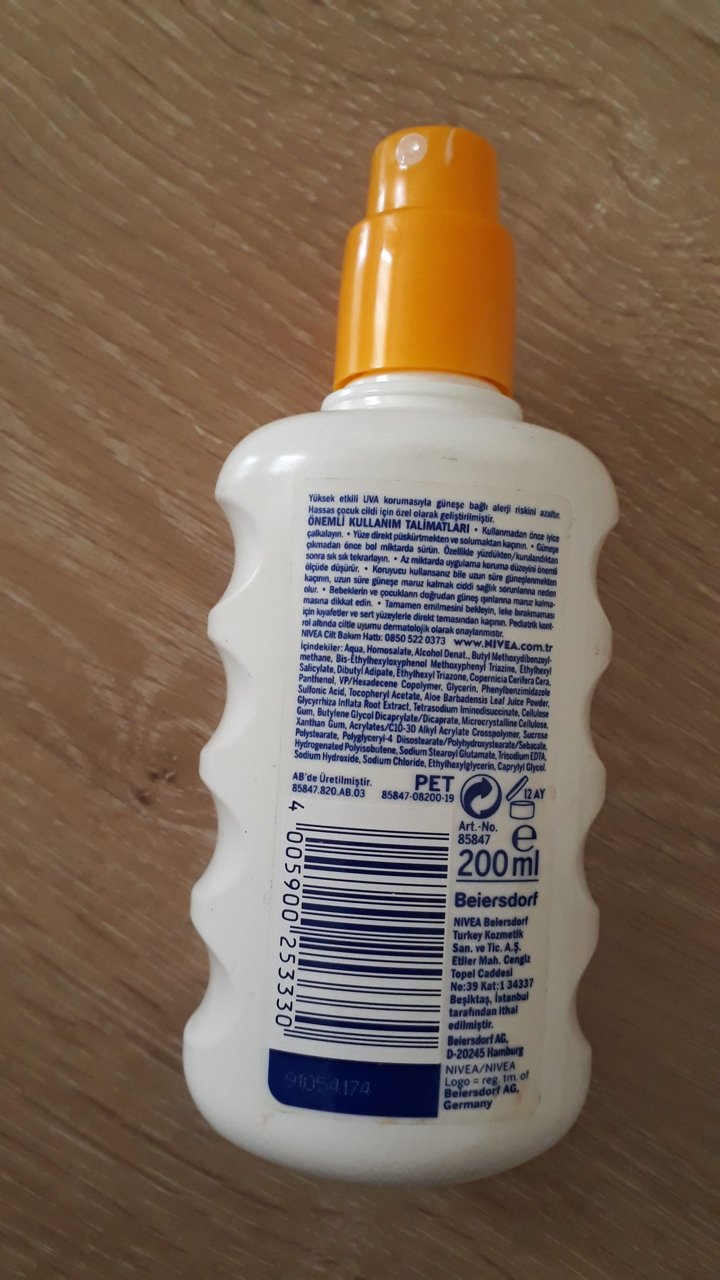 Yüksek etkili UVA korumasıyla güneşe bağlı alerji riskini azaltır.
Hassas çocuk cildi için özel olarak geliştirilmiştir.
ÖNEMLİ KULLANIM TALİMATLARI • Kullanmadan önce iyice
çalkalayın. • Yüze direkt püskürtmekten ve solumaktan kaçının. • Güneşe
çıkmadan önce bol miktarda sürün. Özellikle yüzdükten/kurulandıktan
sonra sık sık tekrarlayın. • Az miktarda uygulama koruma düzeyini önemli
ölçüde düşürür. • Koruyucu kullansanız bile uzun süre güneşlenmekten
kaçının, uzun süre güneşe maruz kalmak ciddi sağlık sorunlarına neden
olur. • Bebeklerin ve çocukların doğrudan güneş ışınlarına maruz kalma-
masına dikkat edin. • Tamamen emilmesini bekleyin, leke bırakmaması
için kıyafetler ve sert yüzeylerle direkt temasından kaçının. Pediatrik kont-
rol altında ciltle uyumu dermatolojik olarak onaylanmıştır.
NIVEA Cilt Bakım Hattı: 0850 522 0373 www.NIVEA.com.tr
İçindekiler: Aqua, Homosalate, Alcohol Denat., Butyl Methoxydibenzoyl-
methane, Bis-Ethylhexyloxyphenol Methoxyphenyl Triazine, Ethylhexyl
Salicylate, Dibutyl Adipate, Ethylhexyl Triazone, Copernicia Cerifera Cera,
Panthenol, VP/Hexadecene Copolymer, Glycerin, Phenylbenzimidazole
Sulfonic Acid, Tocopheryl Acetate, Aloe Barbadensis Leaf Juice Powder,
Glycyrrhiza Inflata Root Extract, Tetrasodium Iminodisuccinate, Cellulose
Gum, Butylene Glycol Dicaprylate/Dicaprate, Microcrystalline Cellulose,
Xanthan Gum, Acrylates/C10-30 Alkyl Acrylate Crosspolymer, Sucrose
Polystearate, Polyglyceryl-4 Diisostearate/Polyhydroxystearate/Sebacate,
Hydrogenated Polyisobutene, Sodium Stearoyl Glutamate, Trisodium EDTA,
Sodium Hydroxide, Sodium Chloride, Ethylhexylglycerin, Caprylyl Glycol.
AB'de Üretilmiştir.
85847.820.AB.03
PET
85847-08200-19
12 AY
4 005900 253330
Art.-No.
85847
e
200 ml
Beiersdorf
NIVEA Beiersdorf
Turkey Kozmetik
San. ve Tic. A.Ş.
Etiler Mah. Cengiz
Topel Caddesi
No:39 Kat:1 34337
Beşiktaş, İstanbul
tarafından ithal
edilmiştir.
Beiersdorf AG,
D-20245 Hamburg
NIVEA/NIVEA
Logo = reg. tm. of
Beiersdorf AG,
Germany
91054174